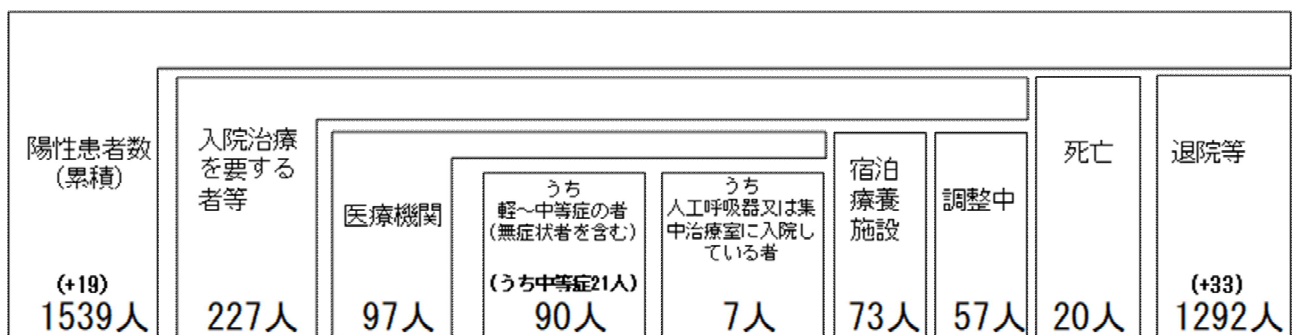 陽性患者数
(累積)
(+19)
1539人
入院治療
を要する
者等
227人
医療機関
97人
うち
軽～中等症の者
(無症状者を含む)
(うち中等症21人)
90人
うち
人工呼吸器又は集
中治療室に入院し
ている者
7人
宿泊
療養
施設
73人
調整中
57人
死亡
20人
退院等
(+33)
1292人